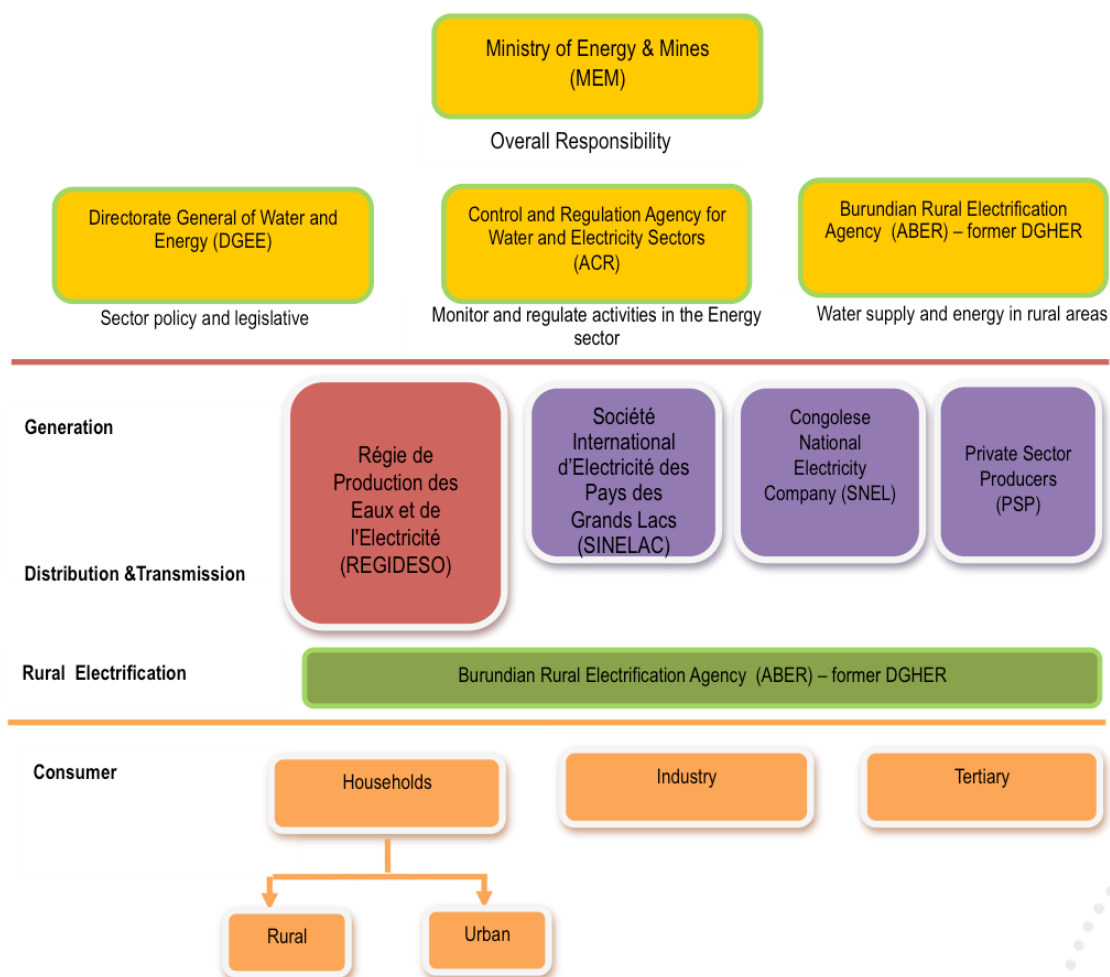 Ministry of Energy & Mines
(MEM)
Overall Responsibility
Directorate General of Water and
Energy (DGEE)
Sector policy and legislative
Control and Regulation Agency for
Water and Electricity Sectors
(ACR)
Monitor and regulate activities in the Energy
sector
Burundian Rural Electrification
Agency (ABER) – former DGHER
Water supply and energy in rural areas
Generation
Régie de
Production des
Eaux et de
l'Electricité
(REGIDESO)
Société
International
d'Electricité des
Pays des
Grands Lacs
(SINELAC)
Congolese
National
Electricity
Company (SNEL)
Private Sector
Producers
(PSP)
Distribution &Transmission
Rural Electrification
Burundian Rural Electrification Agency (ABER) – former DGHER
Consumer
Households
Industry
Tertiary
Rural
Urban